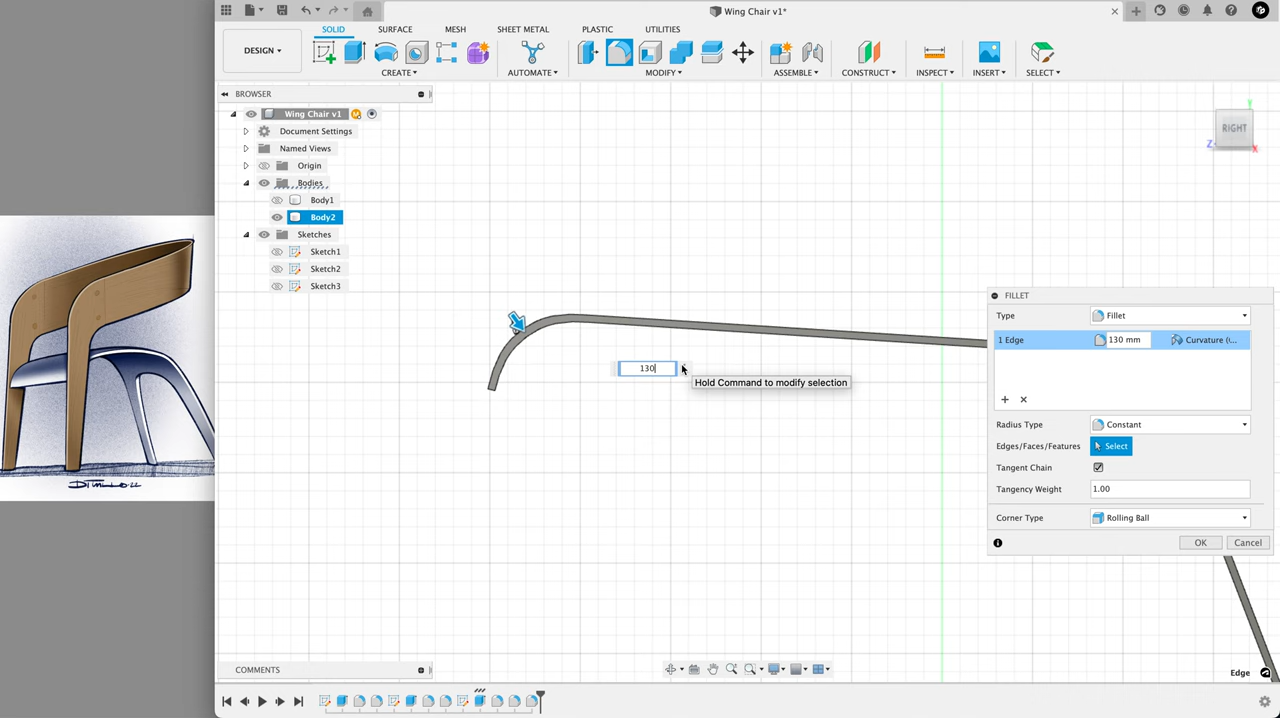 Wing Chair v1*
SOLID SURFACE MESH SHEET METAL PLASTIC UTILITIES
DESIGN
CREATE AUTOMATE MODIFY ASSEMBLE CONSTRUCT INSPECT INSERT SELECT
BROWSER
Wing Chair v1
Document Settings
Named Views
Origin
Bodies
Body1
Body2
Sketches
Sketch1
Sketch2
Sketch3
Y
RIGHT
Z
X
FILLET
Type Fillet
1 Edge 130 mm Curvature (...
130
Hold Command to modify selection
Radius Type Constant
Edges/Faces/Features Select
Tangent Chain
Tangency Weight 1.00
Corner Type Rolling Ball
OK Cancel
COMMENTS
Edge